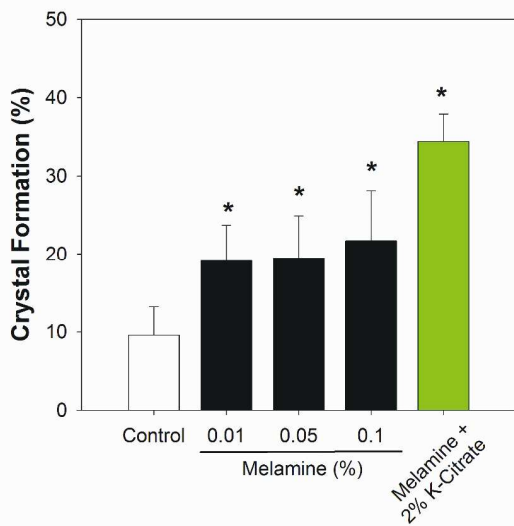 50
40
30
20
10
0
Crystal Formation (%)
*
*
*
*
Control
0.01
0.05
0.1
Melamine (%)
Melamine +
2% K-Citrate